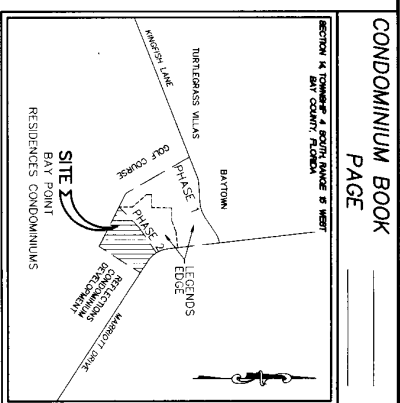 CONDOMINIUM BOOK
PAGE
SECTION 14, TOWNSHIP 4 SOUTH, RANGE 15 WEST
BAY COUNTY, FLORIDA
BAYTOWN
TURTLEGRASS VILLAS
KINGFISH LANE
GOLF COURSE
PHASE 1
LEGENDS
EDGE
PHASE 2
SITE
BAY POINT
RESIDENCES CONDOMINIUMS
REFLECTIONS
CONDOMINIUM
DEVELOPMENT
MARRIOTT DRIVE